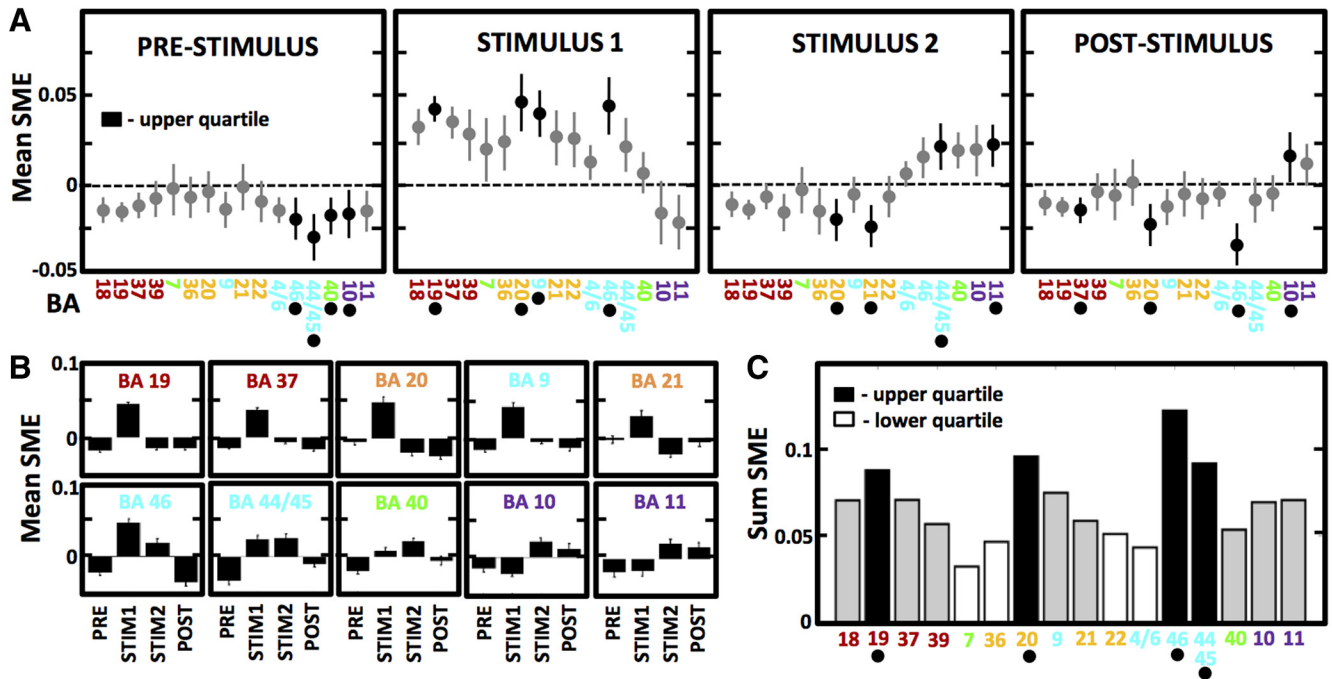 A
PRE-STIMULUS
STIMULUS 1
STIMULUS 2
POST-STIMULUS
Mean SME
0.05
0
-0.05
- upper quartile
BA
18 19 37 39 7 36 20 9 21 22 4/6 46 44/45 40 10 11
18 19 37 39 7 36 20 9 21 22 4/6 46 44/45 40 10 11
18 19 37 39 7 36 20 9 21 22 4/6 46 44/45 40 10 11
18 19 37 39 7 36 20 9 21 22 4/6 46 44/45 40 10 11
B
Mean SME
0.1
0
BA 19
BA 37
BA 20
BA 9
BA 21
Mean SME
0.1
0
BA 46
BA 44/45
BA 40
BA 10
BA 11
PRE STIM1 STIM2 POST
PRE STIM1 STIM2 POST
PRE STIM1 STIM2 POST
PRE STIM1 STIM2 POST
PRE STIM1 STIM2 POST
C
- upper quartile
- lower quartile
Sum SME
0.1
0.05
0
18 19 37 39 7 36 20 9 21 22 4/6 46 44 40 10 11
45